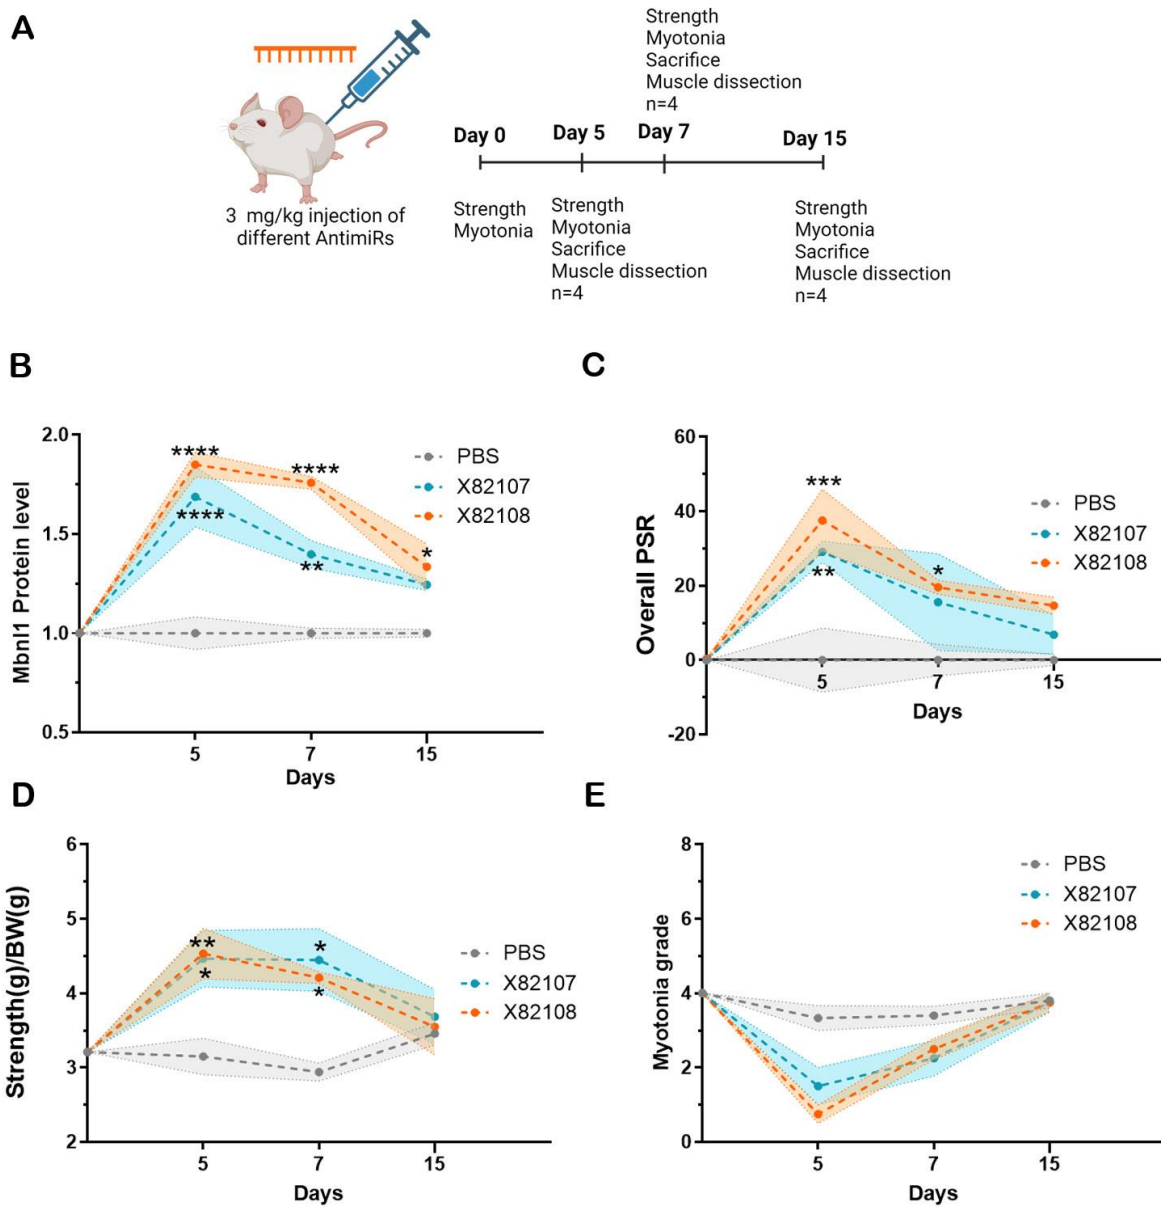 A
Strength
Myotonia
Sacrifice
Muscle dissection
n=4
Day 0
Day 5
Day 7
Day 15
3 mg/kg injection of
different AntimiRs
Strength
Myotonia
Strength
Myotonia
Sacrifice
Muscle dissection
n=4
Strength
Myotonia
Sacrifice
Muscle dissection
n=4
B
Mbnl1 Protein level
2.0
1.5
1.0
0.5
****
****
****
**
*
PBS
X82107
X82108
5
7
15
Days
C
Overall PSR
60
40
20
0
-20
***
**
*
PBS
X82107
X82108
5
7
15
Days
D
Strength(g)/BW(g)
6
5
4
3
2
**
*
*
*
PBS
X82107
X82108
5
7
15
Days
E
Myotonia grade
8
6
4
2
0
PBS
X82107
X82108
5
7
15
Days